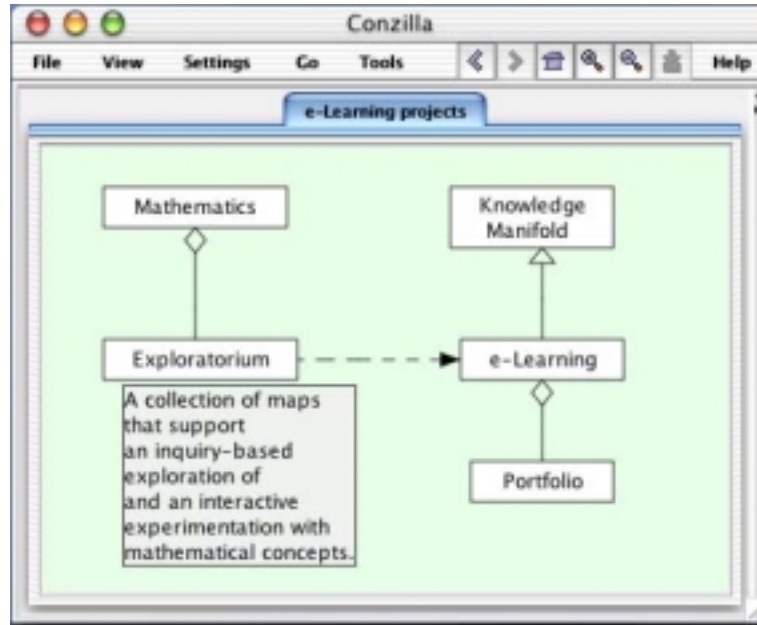 Conzilla
File View Settings Go Tools Help
e-Learning projects
Mathematics
Knowledge
Manifold
Exploratorium
e-Learning
A collection of maps
that support
an inquiry-based
exploration of
and an interactive
experimentation with
mathematical concepts.
Portfolio